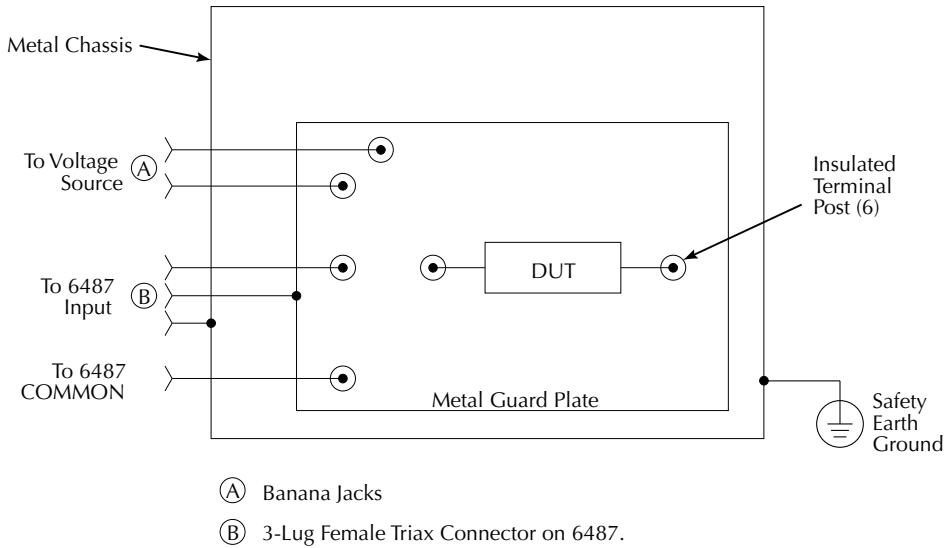 Metal Chassis
To Voltage
Source
A
Insulated
Terminal
Post (6)
To 6487
Input
B
DUT
To 6487
COMMON
Metal Guard Plate
Safety
Earth
Ground
A Banana Jacks
B 3-Lug Female Triax Connector on 6487.